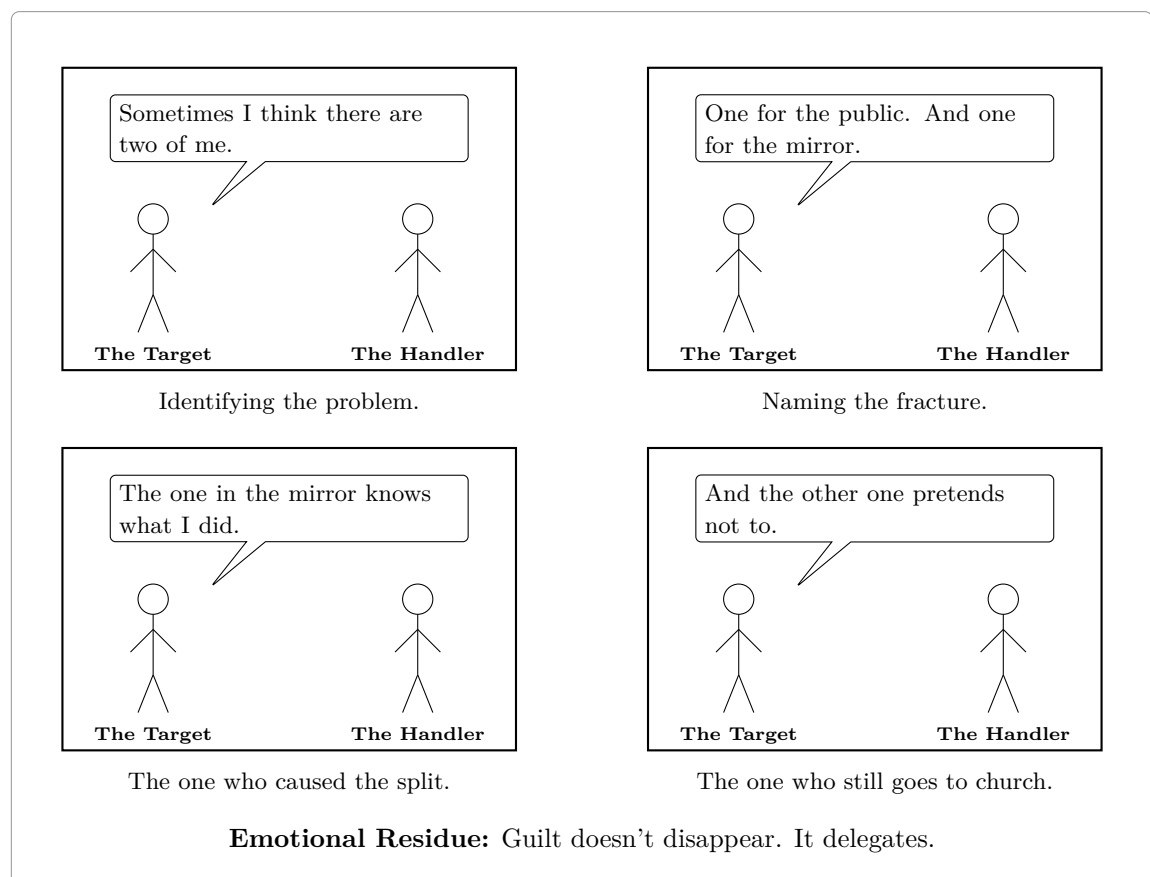 Sometimes I think there are
two of me.
The Target
The Handler
Identifying the problem.
One for the public. And one
for the mirror.
The Target
The Handler
Naming the fracture.
The one in the mirror knows
what I did.
The Target
The Handler
The one who caused the split.
And the other one pretends
not to.
The Target
The Handler
The one who still goes to church.
Emotional Residue: Guilt doesn't disappear. It delegates.